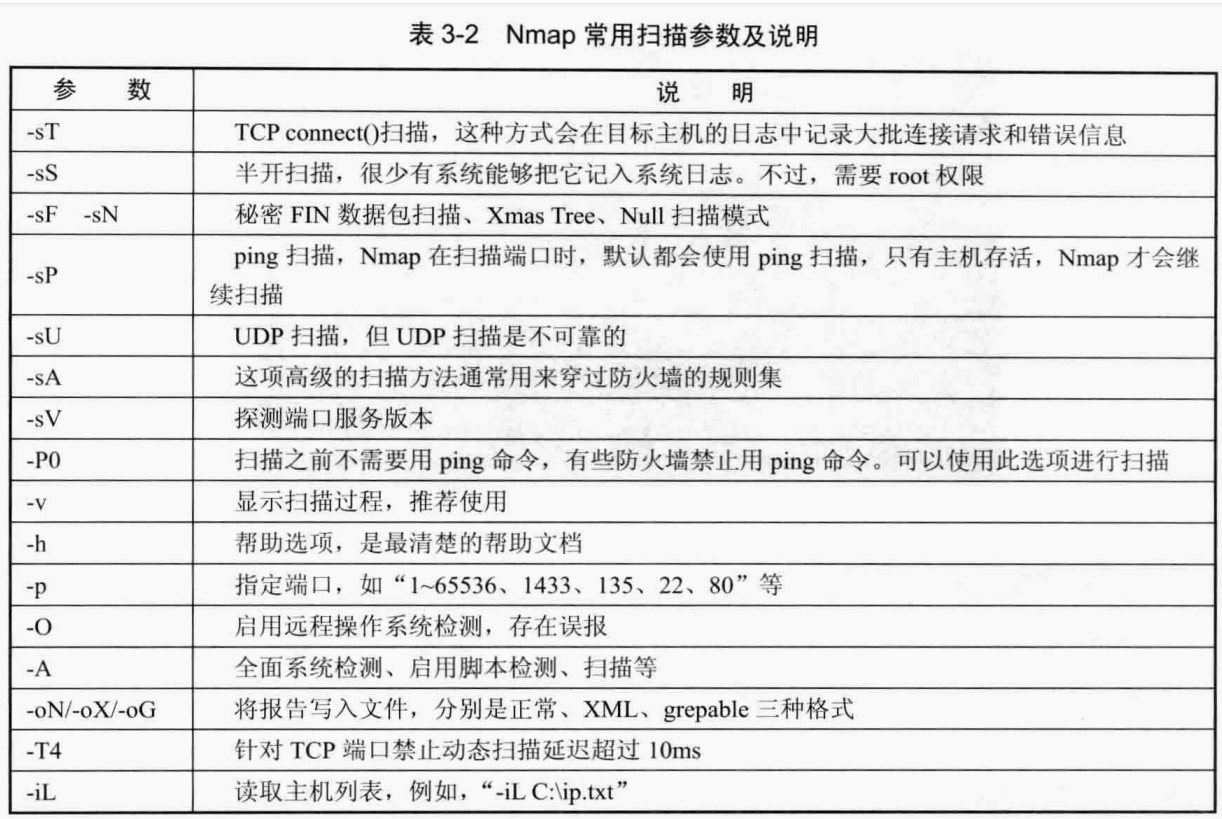 表 3-2 Nmap 常用扫描参数及说明
参 数 说 明
-sT TCP connect()扫描，这种方式会在目标主机的日志中记录大批连接请求和错误信息
-sS 半开扫描，很少有系统能够把它记入系统日志。不过，需要 root 权限
-sF -sN 秘密 FIN 数据包扫描、Xmas Tree、Null 扫描模式
-sP ping 扫描，Nmap 在扫描端口时，默认都会使用 ping 扫描，只有主机存活，Nmap 才会继
续扫描
-sU UDP 扫描，但 UDP 扫描是不可靠的
-sA 这项高级的扫描方法通常用来穿过防火墙的规则集
-sV 探测端口服务版本
-P0 扫描之前不需要用 ping 命令，有些防火墙禁止用 ping 命令。可以使用此选项进行扫描
-v 显示扫描过程，推荐使用
-h 帮助选项，是最清楚的帮助文档
-p 指定端口，如“1~65536、1433、135、22、80”等
-O 启用远程操作系统检测，存在误报
-A 全面系统检测、启用脚本检测、扫描等
-oN/-oX/-oG 将报告写入文件，分别是正常、XML、grepable 三种格式
-T4 针对 TCP 端口禁止动态扫描延迟超过 10ms
-iL 读取主机列表，例如，“-iL C:\ip.txt”